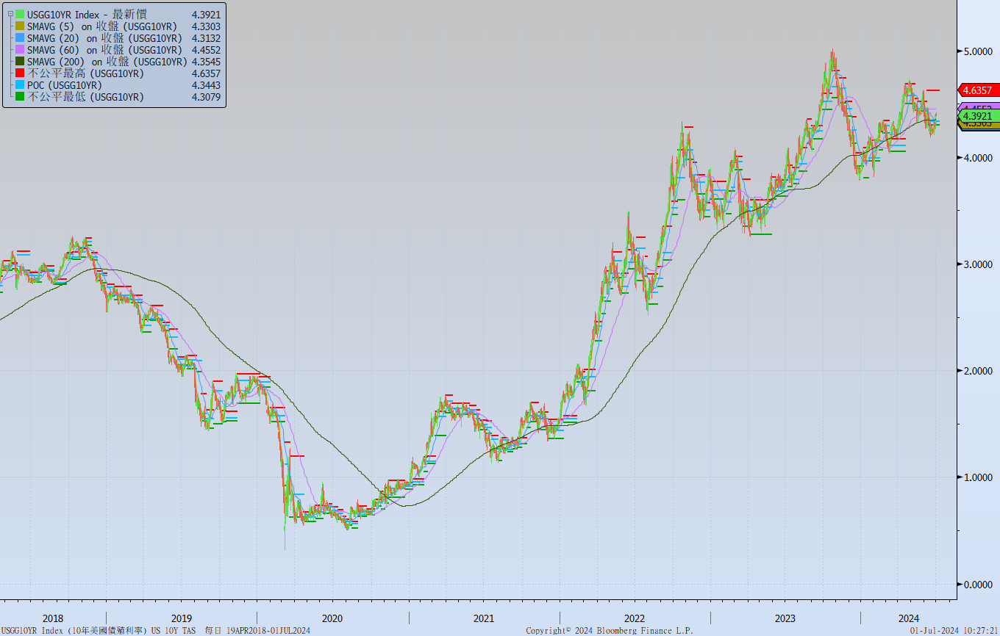 USGG10YR Index - 最新價 4.3921
SMAVG (5) on 收盤 (USGG10YR) 4.3303
SMAVG (20) on 收盤 (USGG10YR) 4.3132
SMAVG (60) on 收盤 (USGG10YR) 4.4552
SMAVG (200) on 收盤 (USGG10YR) 4.3545
不公平最高 (USGG10YR) 4.6357
POC (USGG10YR) 4.3443
不公平最低 (USGG10YR) 4.3079
5.0000
4.6357
4.4552
4.3921
4.3303
4.0000
3.0000
2.0000
1.0000
0.0000
2018 2019 2020 2021 2022 2023 2024
USGG10YR Index (10年美國債殖利率) US 10Y TAS 每日 19APR2018-01JUL2024 Copyright© 2024 Bloomberg Finance L.P. 01-Jul-2024 10:27:21